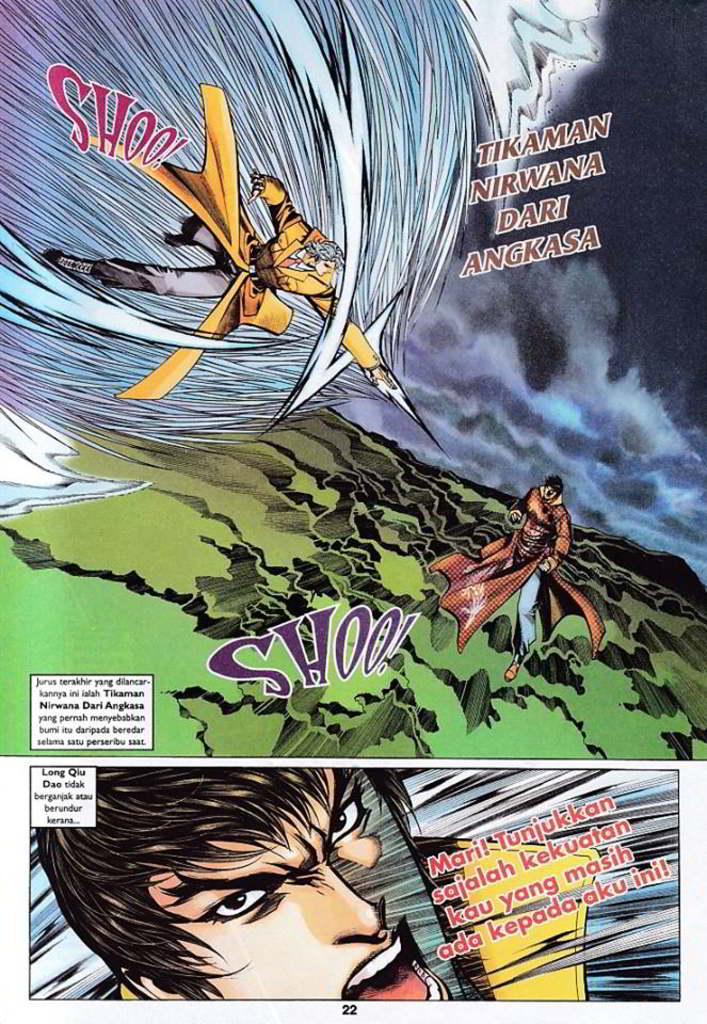 SHOO!
TIKAMAN
NIRWANA
DARI
ANGKASA
SHOO!
Jurus terakhir yang dilancar-
kannya ini ialah Tikaman
Nirwana Dari Angkasa
yang pernah menyebabkan
bumi itu daripada beredar
selama satu perseribu saat.
Long Qiu
Dao tidak
berganjak atau
berundur
kerana...
Mari! Tunjukkan
sajalah kekuatan
kau yang masih
ada kepada aku ini!
22